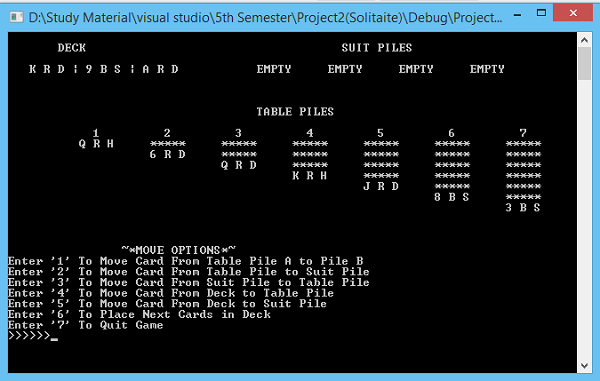 D:\Study Material\visual studio\5th Semester\Project2(Solitaite)\Debug\Project...
DECK SUIT PILES
K R D | 9 B S | A R D EMPTY EMPTY EMPTY EMPTY
TABLE PILES
1 2 3 4 5 6 7
Q R H ***** ***** ***** ***** ***** *****
6 R D ***** ***** ***** ***** *****
Q R D ***** ***** ***** *****
K R H ***** ***** *****
J R D ***** *****
8 B S *****
3 B S
~*MOVE OPTIONS*~
Enter '1' To Move Card From Table Pile A to Pile B
Enter '2' To Move Card From Table Pile to Suit Pile
Enter '3' To Move Card From Suit Pile to Table Pile
Enter '4' To Move Card From Deck to Table Pile
Enter '5' To Move Card From Deck to Suit Pile
Enter '6' To Place Next Cards in Deck
Enter '7' To Quit Game
>>>>>>_